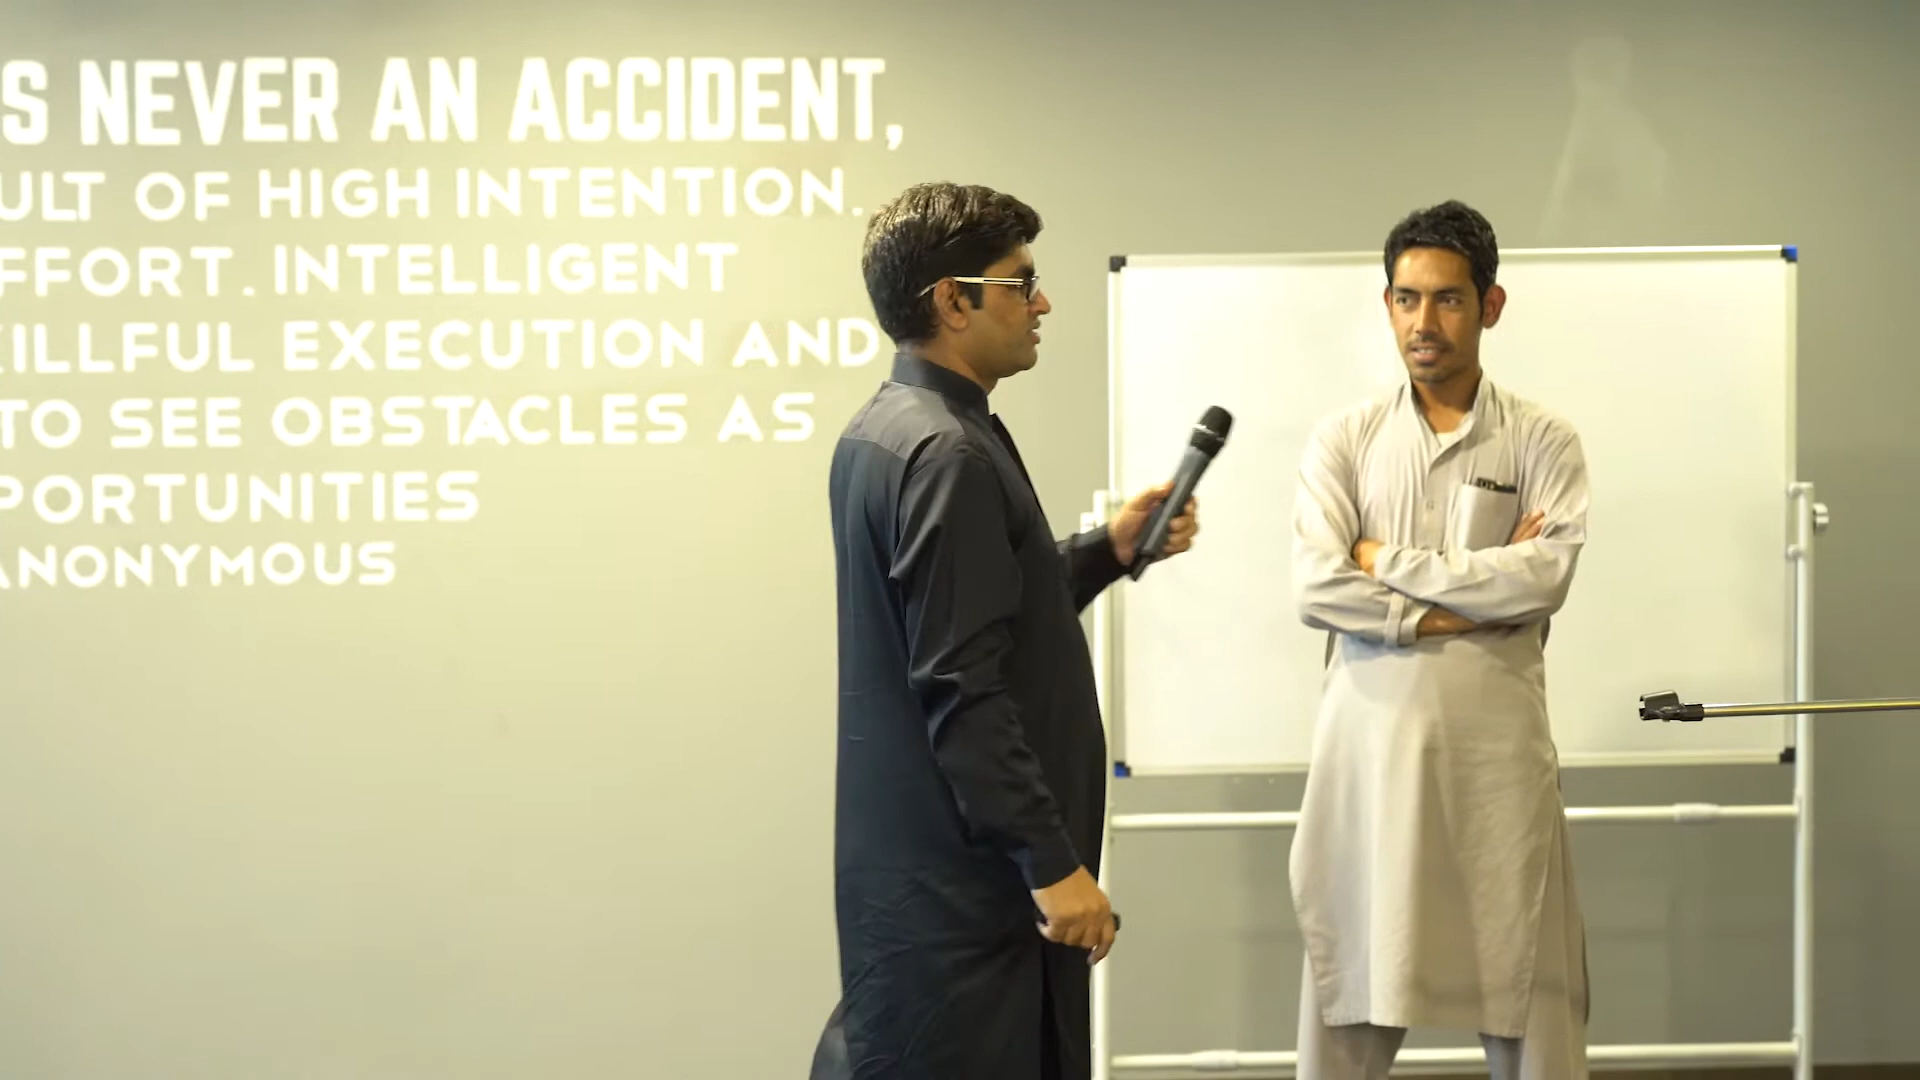 S NEVER AN ACCIDENT,
ULT OF HIGH INTENTION.
FFORT. INTELLIGENT
KILLFUL EXECUTION AND
TO SEE OBSTACLES AS
PORTUNITIES
ANONYMOUS